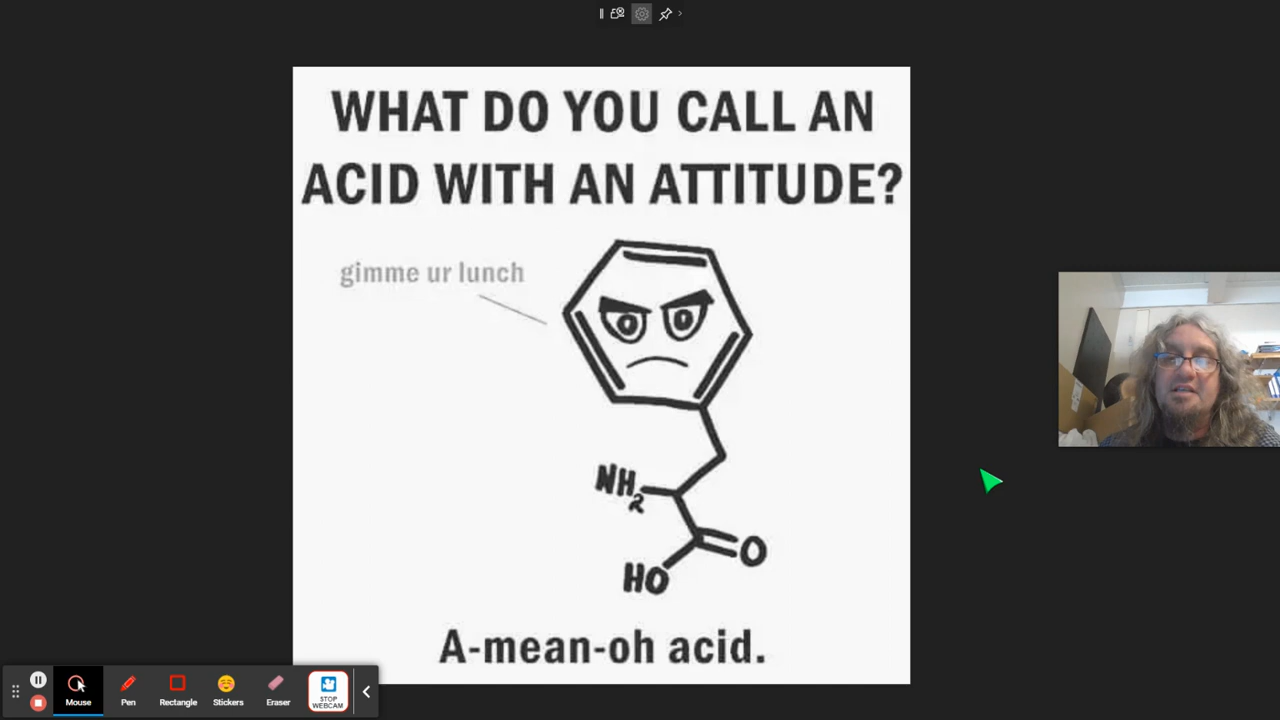 WHAT DO YOU CALL AN
ACID WITH AN ATTITUDE?
gimme ur lunch
NH2
O
HO
A-mean-oh acid.
Mouse
Pen
Rectangle
Stickers
Eraser
STOP
WEBCAM